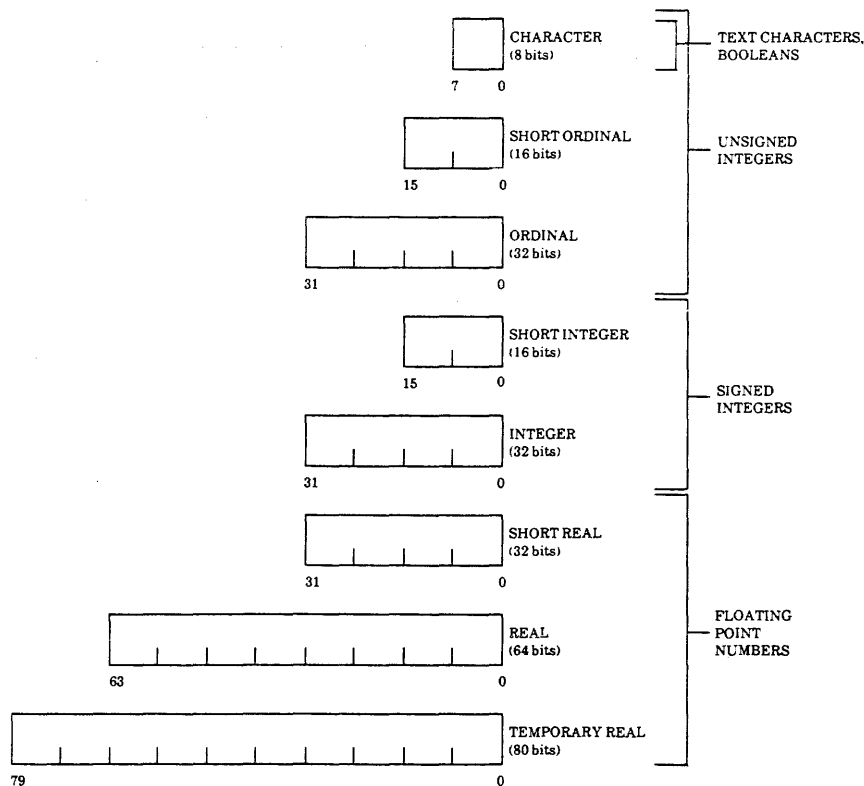 CHARACTER
(8 bits)
7 0
TEXT CHARACTERS,
BOOLEANS
SHORT ORDINAL
(16 bits)
15 0
UNSIGNED
INTEGERS
ORDINAL
(32 bits)
31 0
SHORT INTEGER
(16 bits)
15 0
SIGNED
INTEGERS
INTEGER
(32 bits)
31 0
SHORT REAL
(32 bits)
31 0
REAL
(64 bits)
63 0
FLOATING
POINT
NUMBERS
TEMPORARY REAL
(80 bits)
79 0